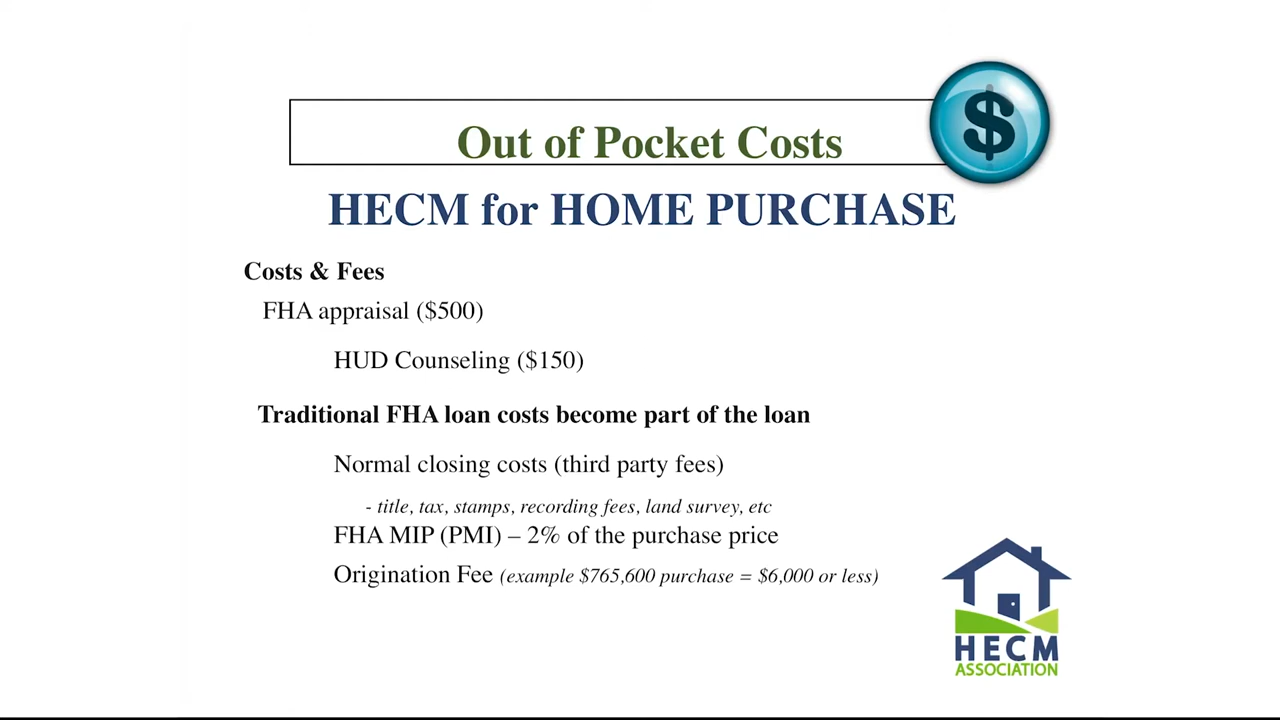 $
Out of Pocket Costs
HECM for HOME PURCHASE
Costs & Fees
FHA appraisal ($500)
HUD Counseling ($150)
Traditional FHA loan costs become part of the loan
Normal closing costs (third party fees)
- title, tax, stamps, recording fees, land survey, etc
FHA MIP (PMI) – 2% of the purchase price
Origination Fee (example $765,600 purchase = $6,000 or less)
HECM
ASSOCIATION